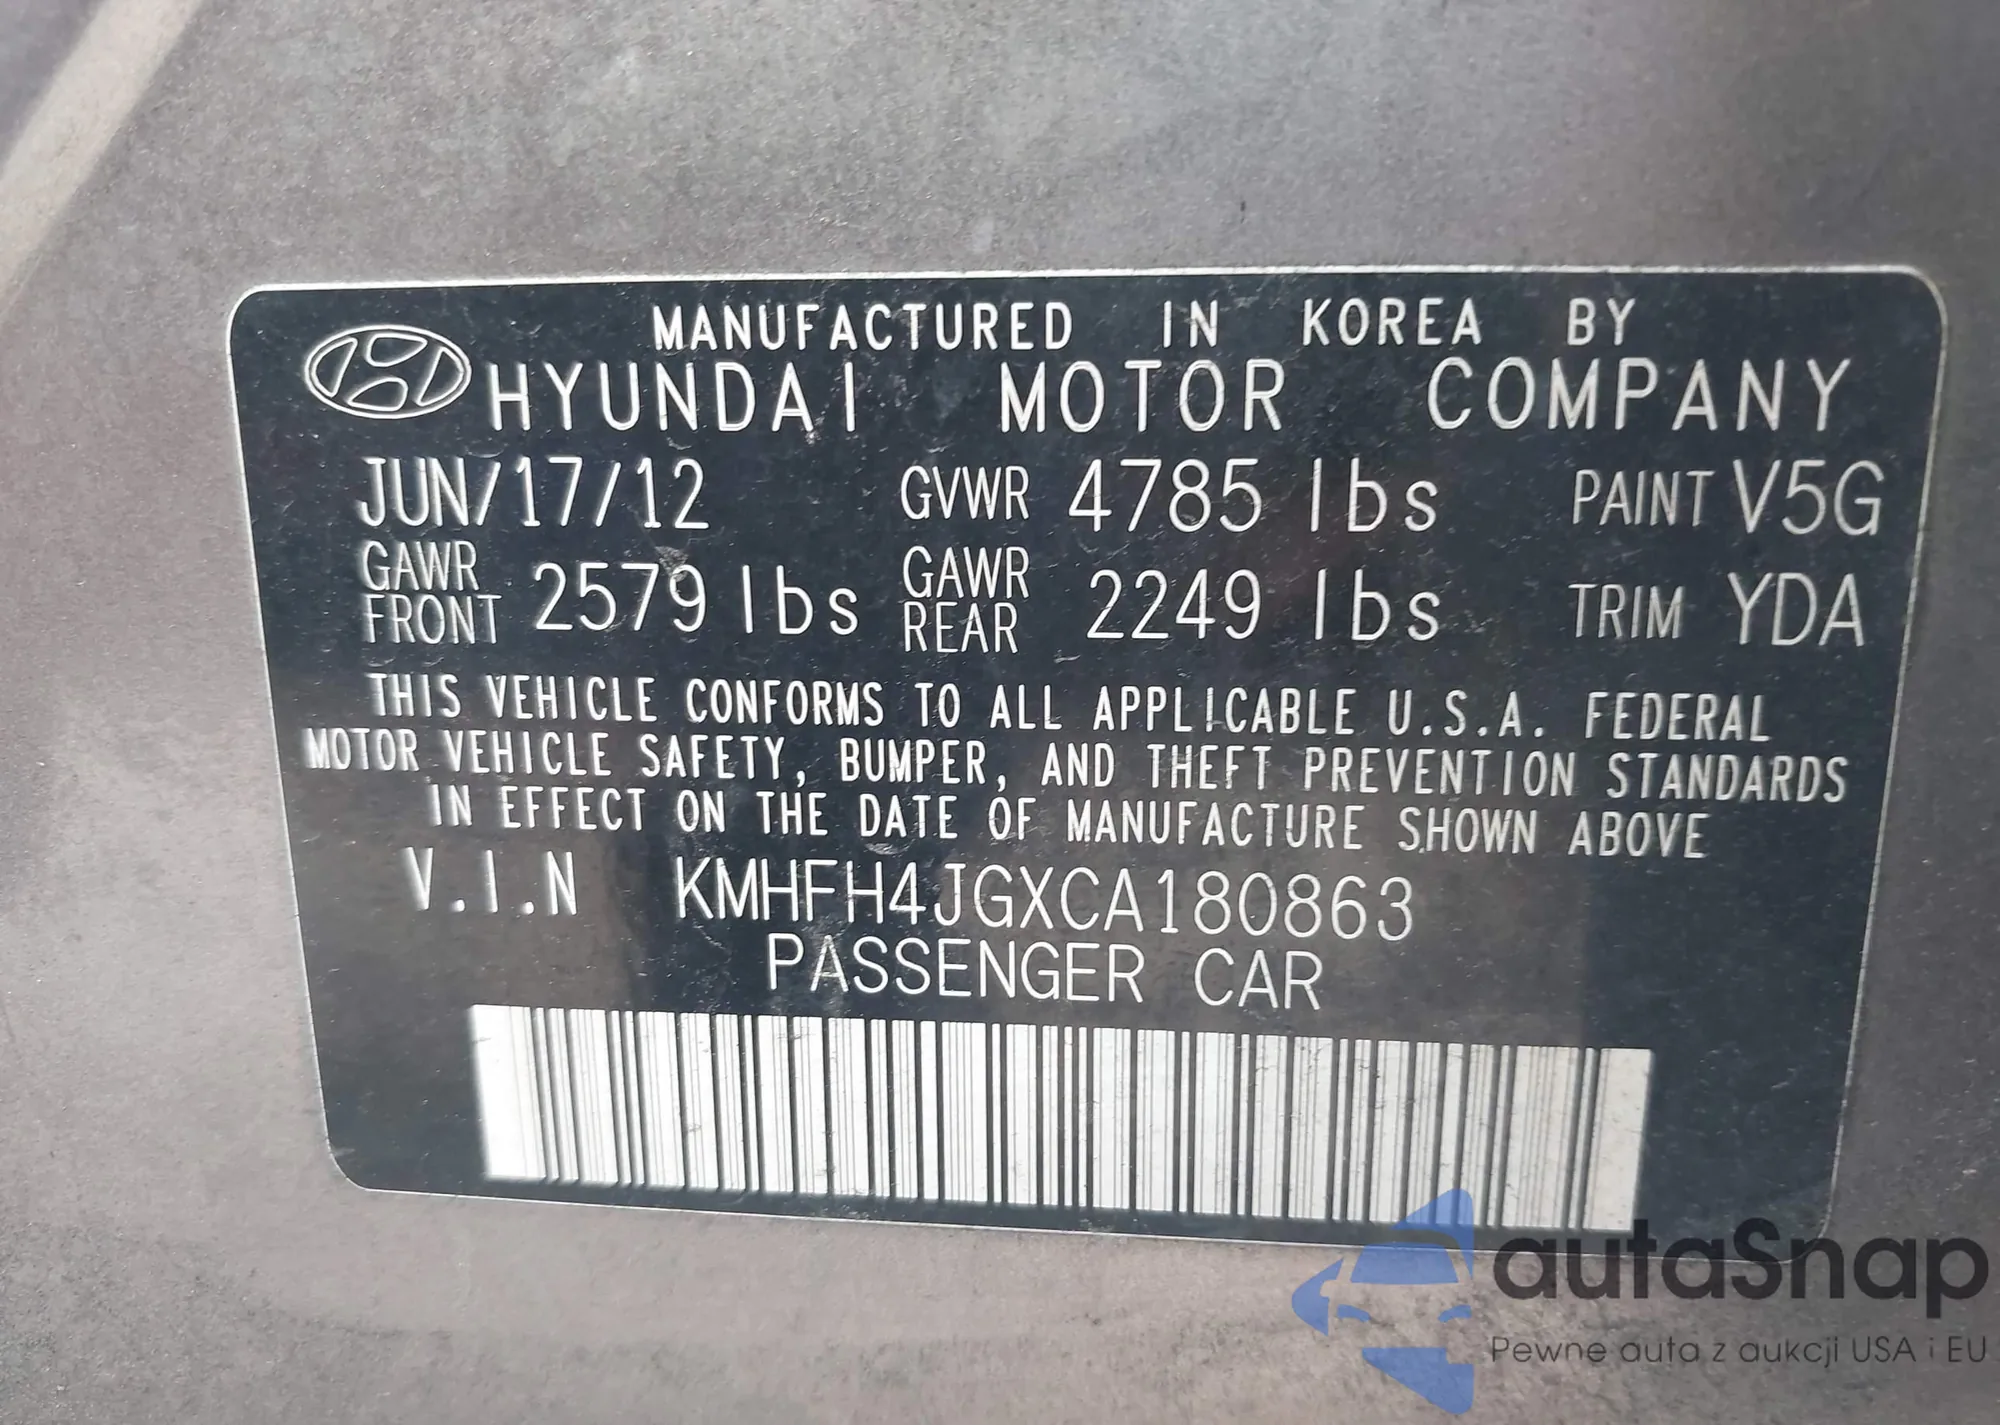 MANUFACTURED IN KOREA BY
HYUNDAI MOTOR COMPANY
JUN/17/12 GVWR 4785 lbs PAINT V5G
GAWR FRONT 2579 lbs GAWR REAR 2249 lbs TRIM YDA
THIS VEHICLE CONFORMS TO ALL APPLICABLE U.S.A. FEDERAL
MOTOR VEHICLE SAFETY, BUMPER, AND THEFT PREVENTION STANDARDS
IN EFFECT ON THE DATE OF MANUFACTURE SHOWN ABOVE
V.I.N KMHFH4JGXCA180863
PASSENGER CAR
autaSnap
Pewne auta z aukcji USA i EU